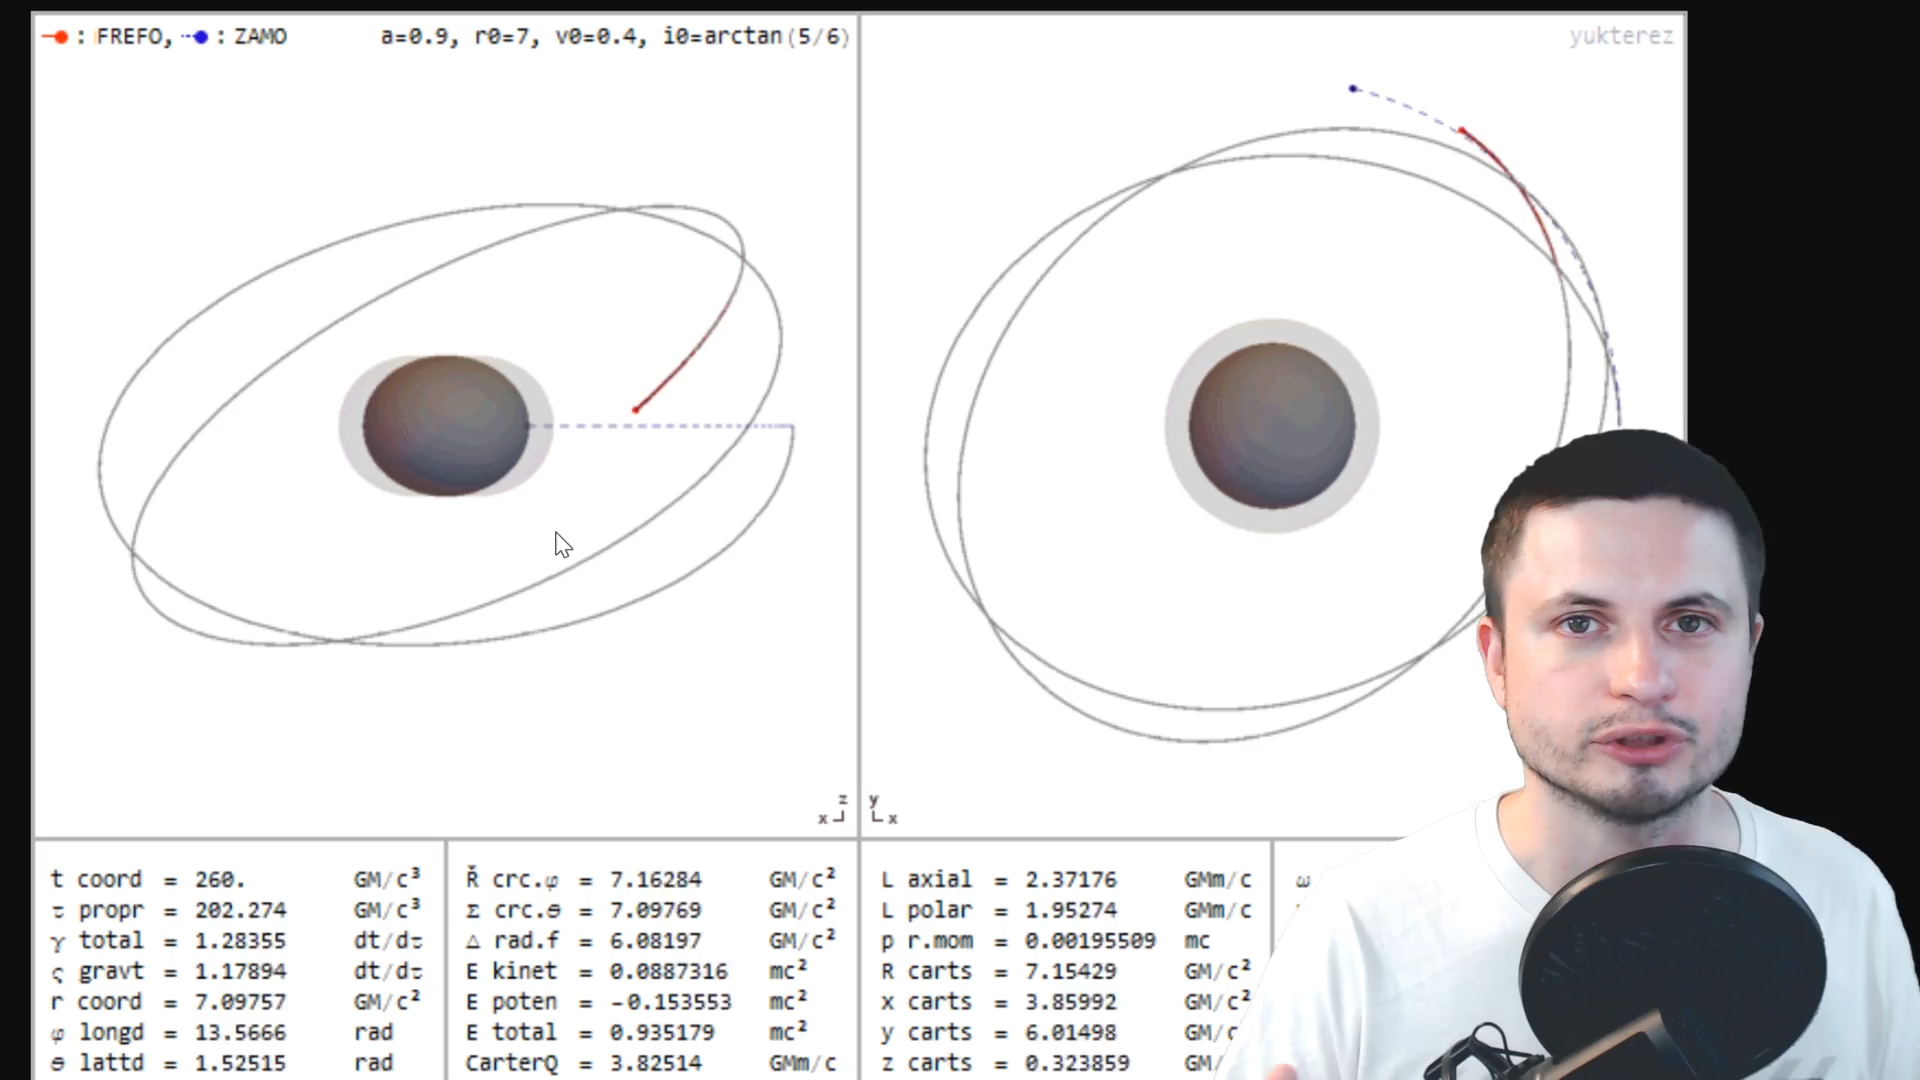 : FREFO, : ZAMO a=0.9, r0=7, v0=0.4, i0=arctan(5/6)
yukterez
z
x
y
x
t coord = 260. GM/c³
τ propr = 202.274 GM/c³
γ total = 1.28355 dt/dτ
ς gravt = 1.17894 dt/dτ
r coord = 7.09757 GM/c²
φ longd = 13.5666 rad
θ lattd = 1.52515 rad
Ř crc.φ = 7.16284 GM/c²
Σ crc.θ = 7.09769 GM/c²
Δ rad.f = 6.08197 GM/c²
E kinet = 0.0887316 mc²
E poten = -0.153553 mc²
E total = 0.935179 mc²
CarterQ = 3.82514 GMm/c
L axial = 2.37176 GMm/c
L polar = 1.95274 GMm/c
p r.mom = 0.00195509 mc
R carts = 7.15429 GM/c²
x carts = 3.85992 GM/c²
y carts = 6.01498 GM/c
z carts = 0.323859 GM/
ω